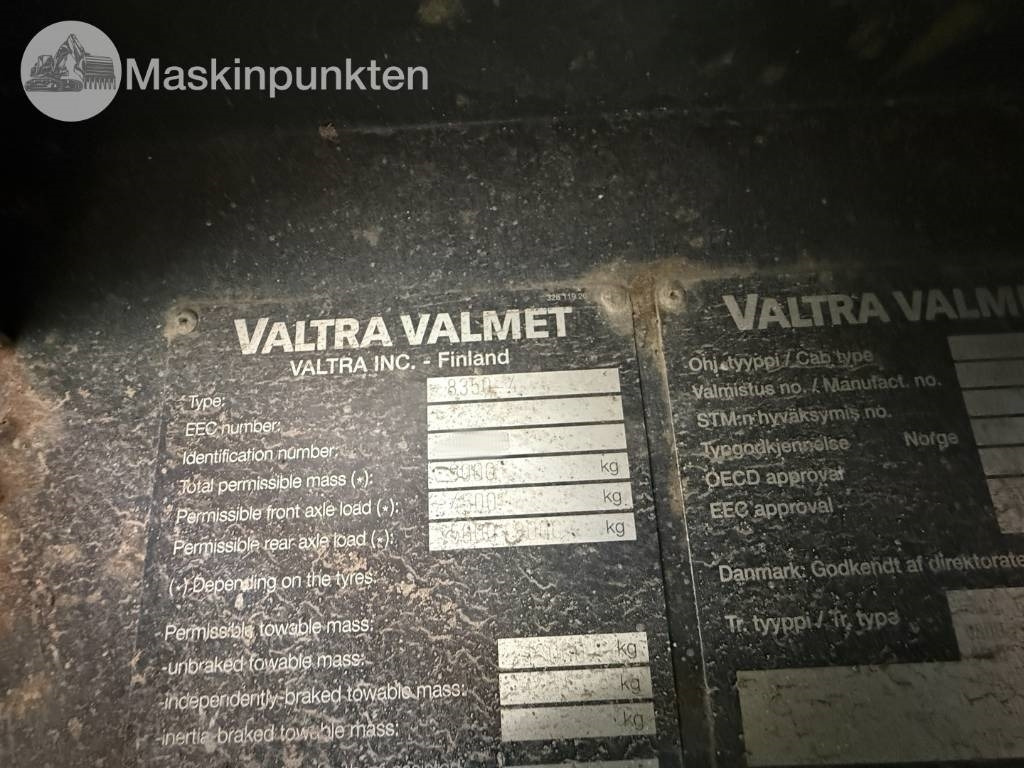 Maskinpunkten
VALTRA VALMET
VALTRA INC. - Finland
Type: 8350-4
EEC number:
Identification number:
Total permissible mass (*): kg
Permissible front axle load (*): kg
Permissible rear axle load (*): kg
(*) Depending on the tyres.
Permissible towable mass:
-unbraked towable mass: kg
-independently-braked towable mass: kg
-inertia braked towable mass: kg
VALTRA VALM
Ohj.tyyppi / Cab type
Valmistus no. / Manufact. no.
STM:n hyväksymis no.
Typgodkjennelse Norge
OECD approval
EEC approval
Danmark: Godkendt af direktorate
Tr. tyyppi / Tr. type